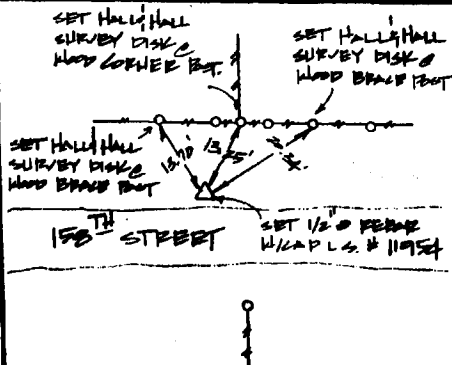 SET HALL & HALL
SURVEY DISK @
WOOD CORNER POST.
SET HALL & HALL
SURVEY DISK @
WOOD BRACE POST
SET HALL & HALL
SURVEY DISK @
WOOD BRACE POST
13.75'
158TH STREET
SET 1/2" Ø REBAR
W/CAP L.S. # 11954